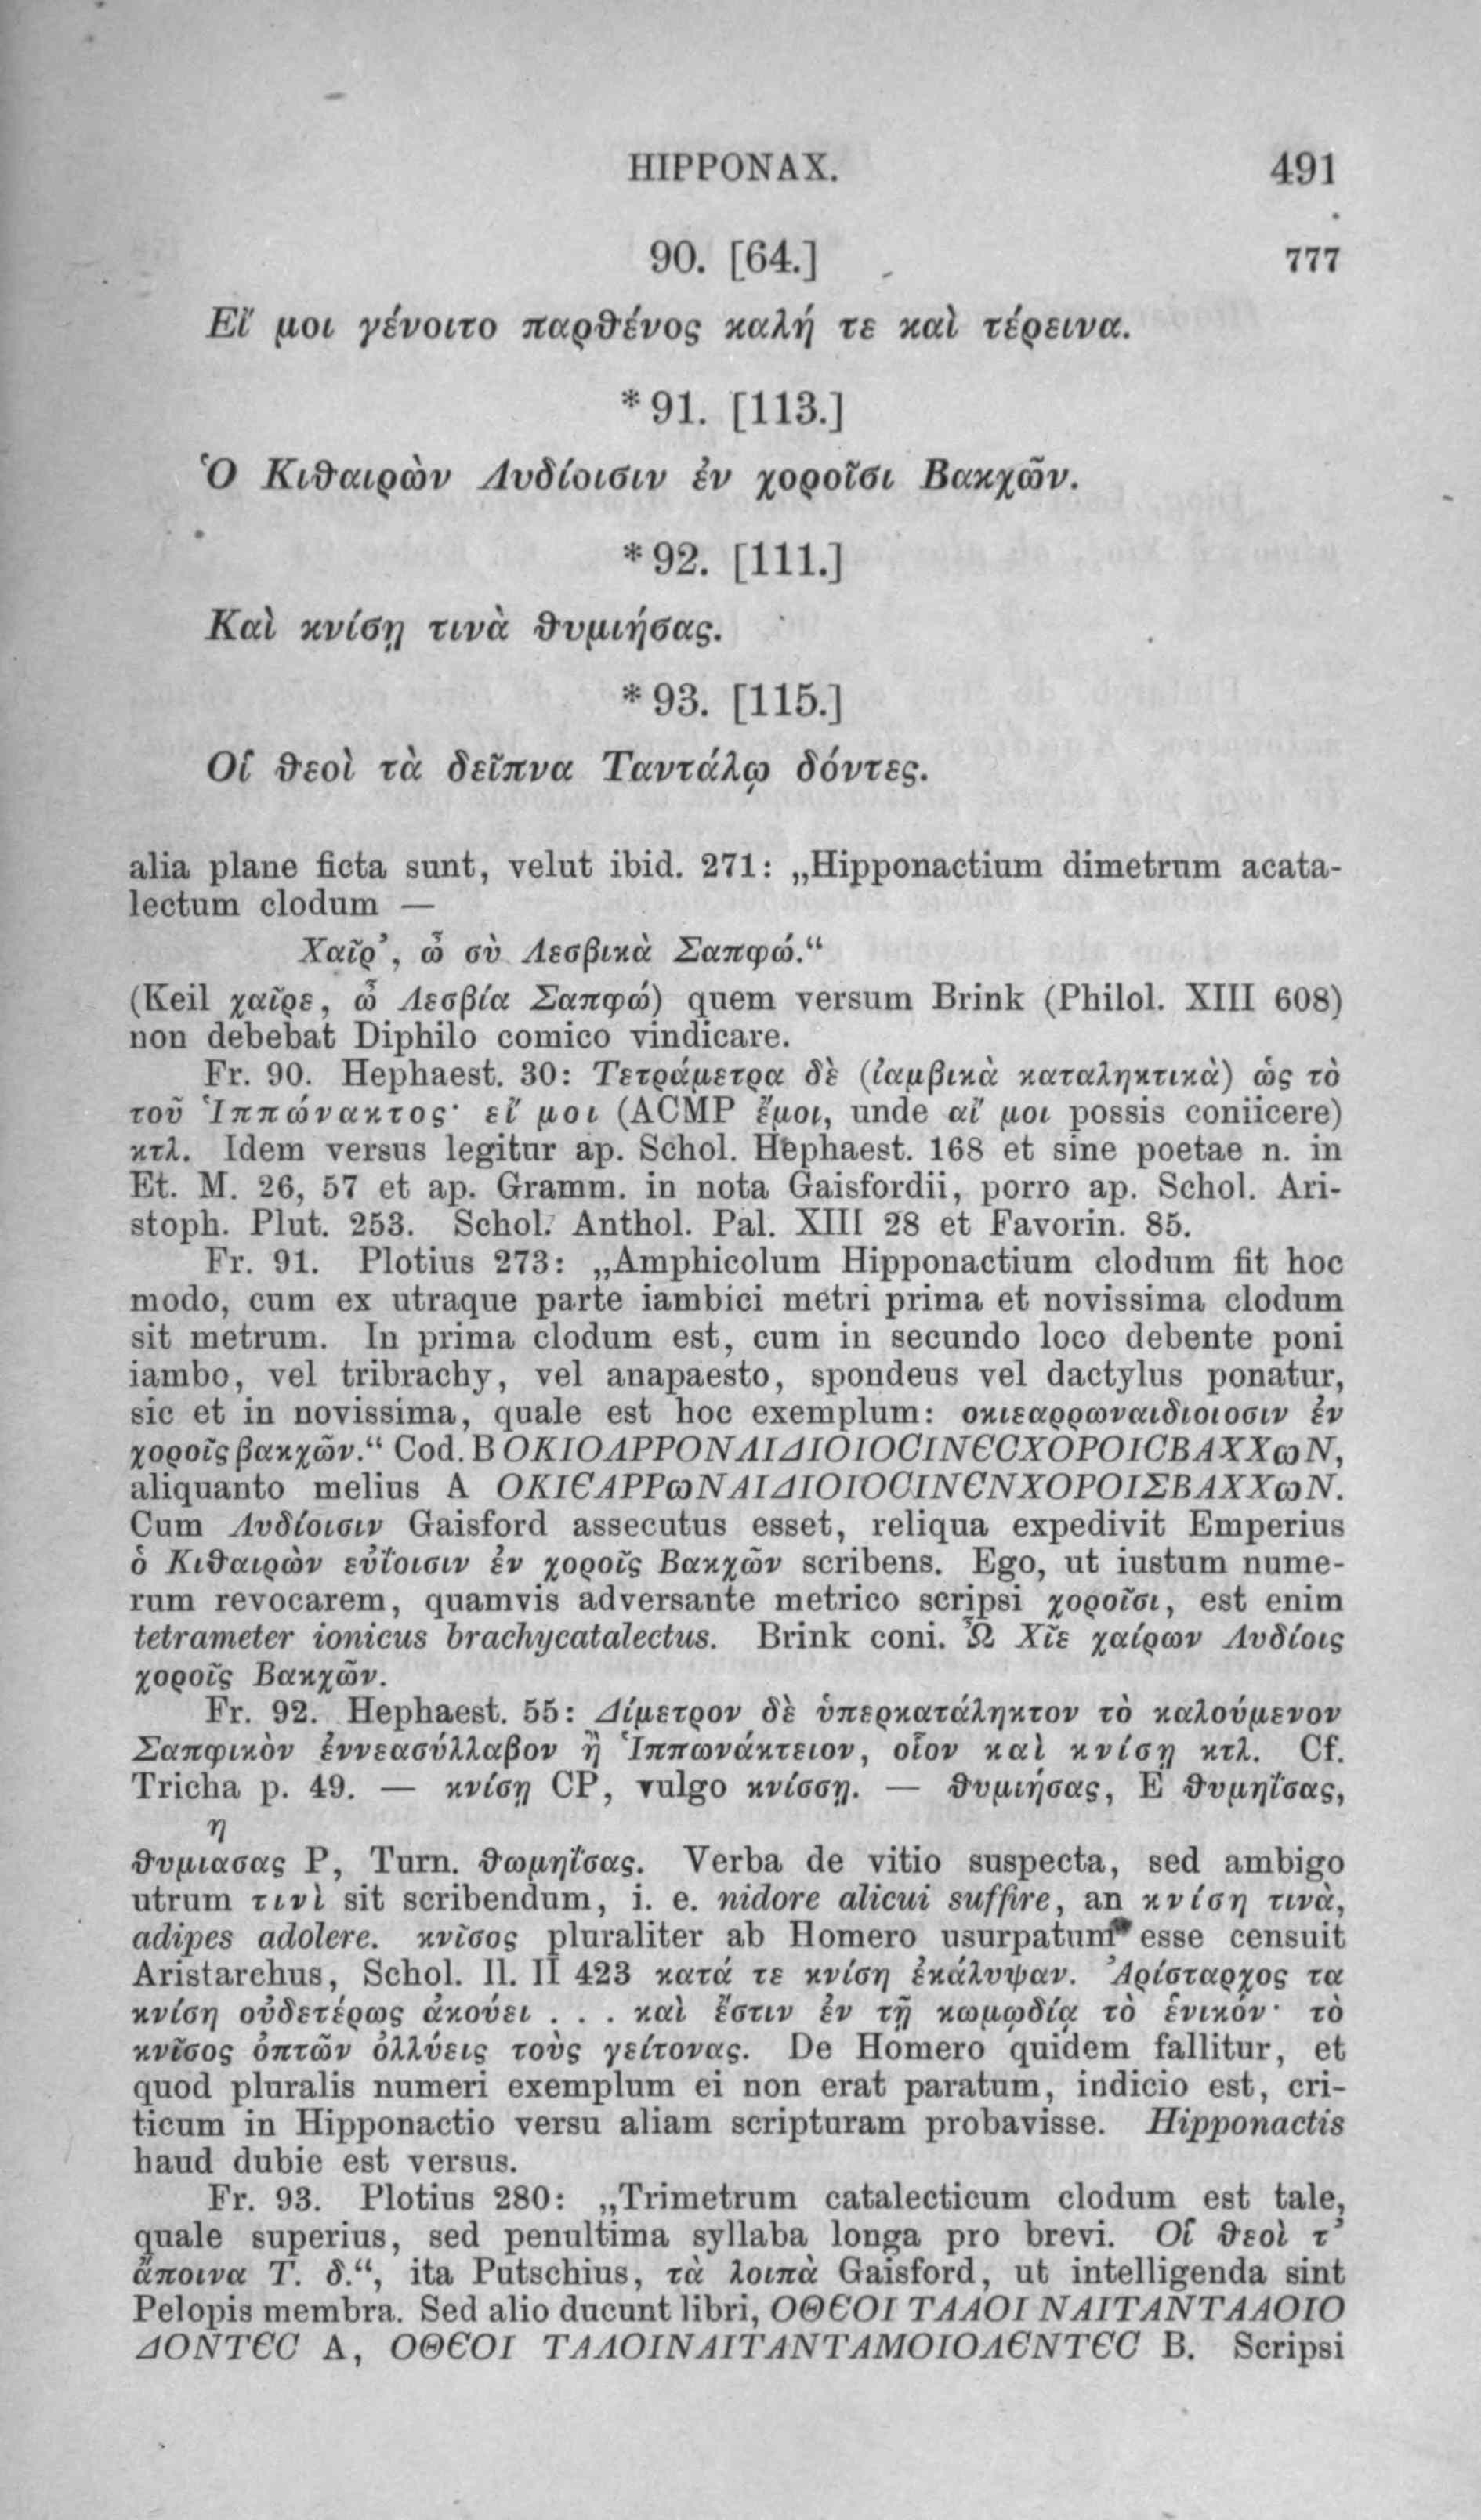 HIPPONAX. 491
90. [64.] 777
Εἴ μοι γένοιτο παρθένος καλή τε καὶ τέρεινα.
*91. [113.]
Ὁ Κιθαιρὼν Λυδίοισιν ἐν χοροῖσι Βακχῶν.
*92. [111.]
Καὶ κνίσῃ τινὰ θυμιήσας.
*93. [115.]
Οἱ θεοὶ τὰ δεῖπνα Ταντάλῳ δόντες.
alia plane ficta sunt, velut ibid. 271: „Hipponactium dimetrum acata-
lectum clodum —
Χαῖρ’, ὦ σὺ Λεσβικὰ Σαπφώ.“
(Keil χαῖρε, ὦ Λεσβία Σαπφώ) quem versum Brink (Philol. XIII 608)
non debebat Diphilo comico vindicare.
Fr. 90. Hephaest. 30: Τετράμετρα δὲ (ἰαμβικὰ καταληκτικὰ) ὡς τὸ
τοῦ Ἱππώνακτος· εἴ μοι (ACMP ἔμοι, unde αἴ μοι possis coniicere)
κτλ. Idem versus legitur ap. Schol. Hephaest. 168 et sine poetae n. in
Et. M. 26, 57 et ap. Gramm. in nota Gaisfordii, porro ap. Schol. Ari-
stoph. Plut. 253. Schol. Anthol. Pal. XIII 28 et Favorin. 85.
Fr. 91. Plotius 273: „Amphicolum Hipponactium clodum fit hoc
modo, cum ex utraque parte iambici metri prima et novissima clodum
sit metrum. In prima clodum est, cum in secundo loco debente poni
iambo, vel tribrachy, vel anapaesto, spondeus vel dactylus ponatur,
sic et in novissima, quale est hoc exemplum: οκιεαρρωναιδιοιοσιν ἐν
χοροῖς βακχῶν.“ Cod. B ΟΚΙΟΛΡΡΟΝΑΙΔΙΟΙΟCΙΝЄCΧΟΡΟΙCΒΑΧΧωΝ,
aliquanto melius A ΟΚΙЄΑΡΡωΝΑΙΔΙΟΙΟCΙΝЄΝΧΟΡΟΙΣΒΑΧΧωΝ.
Cum Λυδίοισιν Gaisford assecutus esset, reliqua expedivit Emperius
ὁ Κιθαιρὼν εὐΐοισιν ἐν χοροῖς Βακχῶν scribens. Ego, ut iustum nume-
rum revocarem, quamvis adversante metrico scripsi χοροῖσι, est enim
tetrameter ionicus brachycatalectus. Brink coni. Ὦ Χῖε χαίρων Λυδίοις
χοροῖς Βακχῶν.
Fr. 92. Hephaest. 55: Δίμετρον δὲ ὑπερκατάληκτον τὸ καλούμενον
Σαπφικὸν ἐννεασύλλαβον ἢ Ἱππωνάκτειον, οἷον καὶ κνίσῃ κτλ. Cf.
Tricha p. 49. — κνίσῃ CP, vulgo κνίσσῃ. — θυμιήσας, E θυμηΐσας,
η
θυμιασας P, Turn. θωμηΐσας. Verba de vitio suspecta, sed ambigo
utrum τινὶ sit scribendum, i. e. nidore alicui suffire, an κνίση τινὰ,
adipes adolere. κνῖσος pluraliter ab Homero usurpatum esse censuit
Aristarchus, Schol. Il. II 423 κατά τε κνίση ἐκάλυψαν. Ἀρίσταρχος τα
κνίση οὐδετέρως ἀκούει . . . καὶ ἔστιν ἐν τῇ κωμῳδίᾳ τὸ ἑνικόν· τὸ
κνῖσος ὀπτῶν ὀλλύεις τοὺς γείτονας. De Homero quidem fallitur, et
quod pluralis numeri exemplum ei non erat paratum, indicio est, cri-
ticum in Hipponactio versu aliam scripturam probavisse. Hipponactis
haud dubie est versus.
Fr. 93. Plotius 280: „Trimetrum catalecticum clodum est tale,
quale superius, sed penultima syllaba longa pro brevi. Οἱ θεοὶ τ’
ἄποινα Τ. δ.“, ita Putschius, τὰ λοιπὰ Gaisford, ut intelligenda sint
Pelopis membra. Sed alio ducunt libri, ΟΘЄΟΙ ΤΑΛΟΙ ΝΑΙΤΑΝΤΑΛΟΙΟ
ΔΟΝΤЄC A, ΟΘЄΟΙ ΤΑΛΟΙΝΑΙΤΑΝΤΑΜΟΙΟΛЄΝΤЄC B. Scripsi